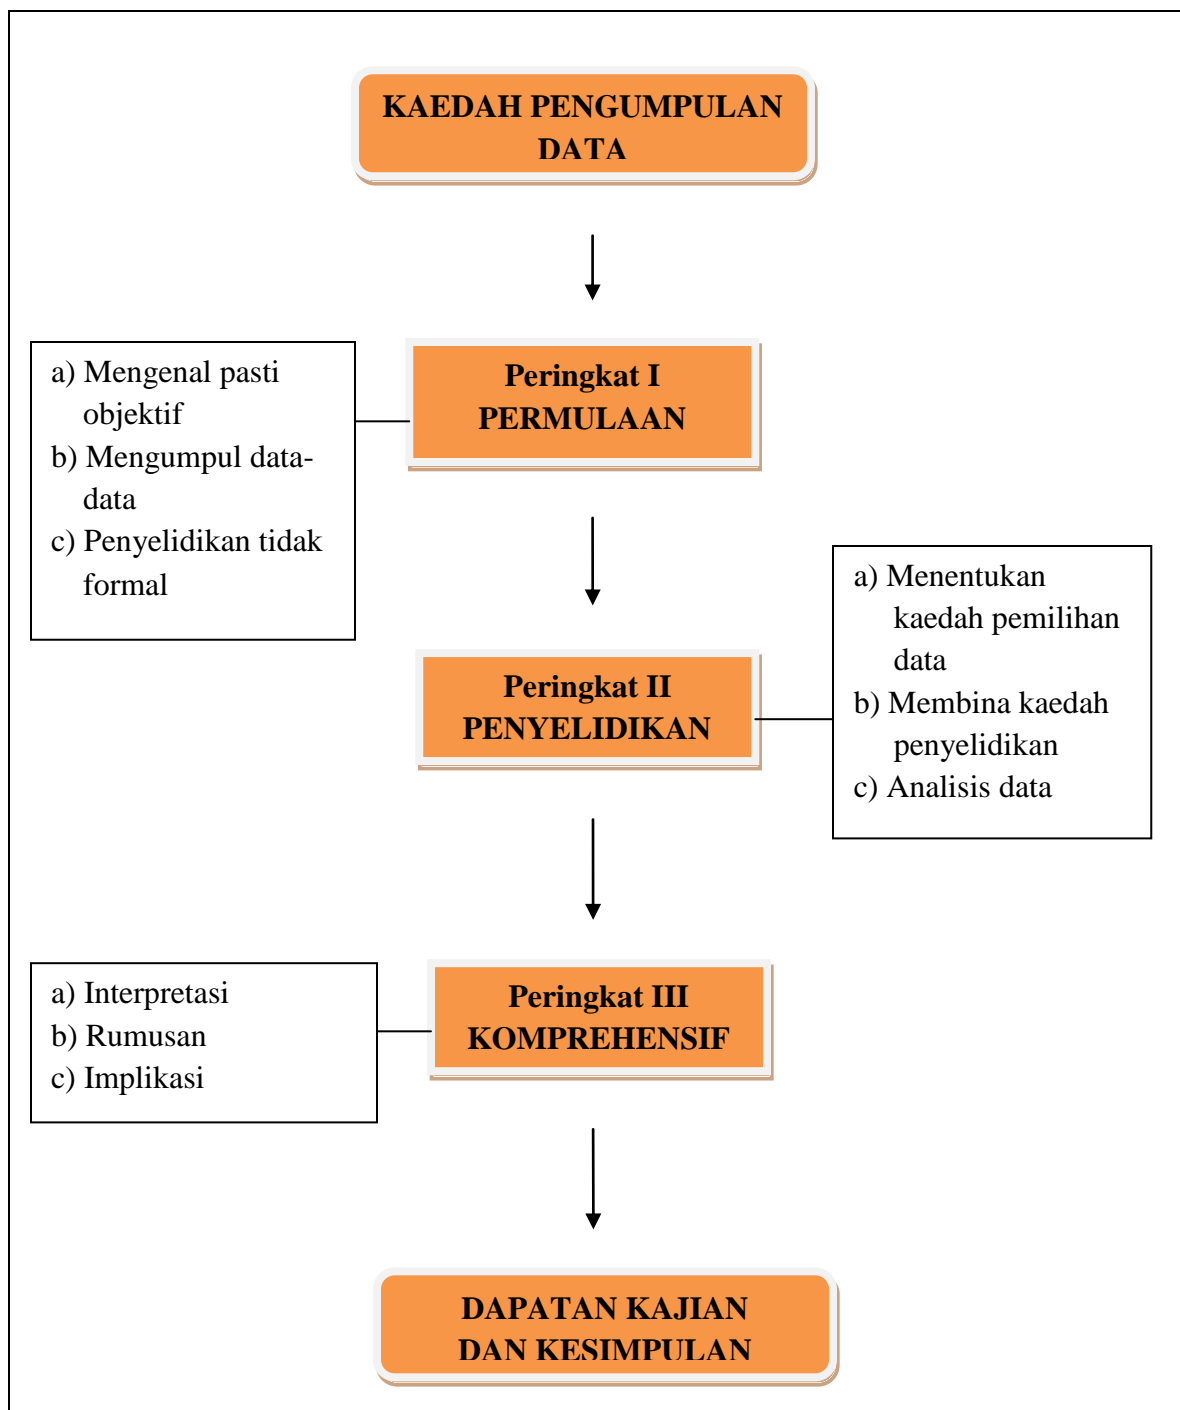 KAEDAH PENGUMPULAN
DATA
Peringkat I
PERMULAAN
a) Mengenal pasti
objektif
b) Mengumpul data-
data
c) Penyelidikan tidak
formal
Peringkat II
PENYELIDIKAN
a) Menentukan
kaedah pemilihan
data
b) Membina kaedah
penyelidikan
c) Analisis data
Peringkat III
KOMPREHENSIF
a) Interpretasi
b) Rumusan
c) Implikasi
DAPATAN KAJIAN
DAN KESIMPULAN